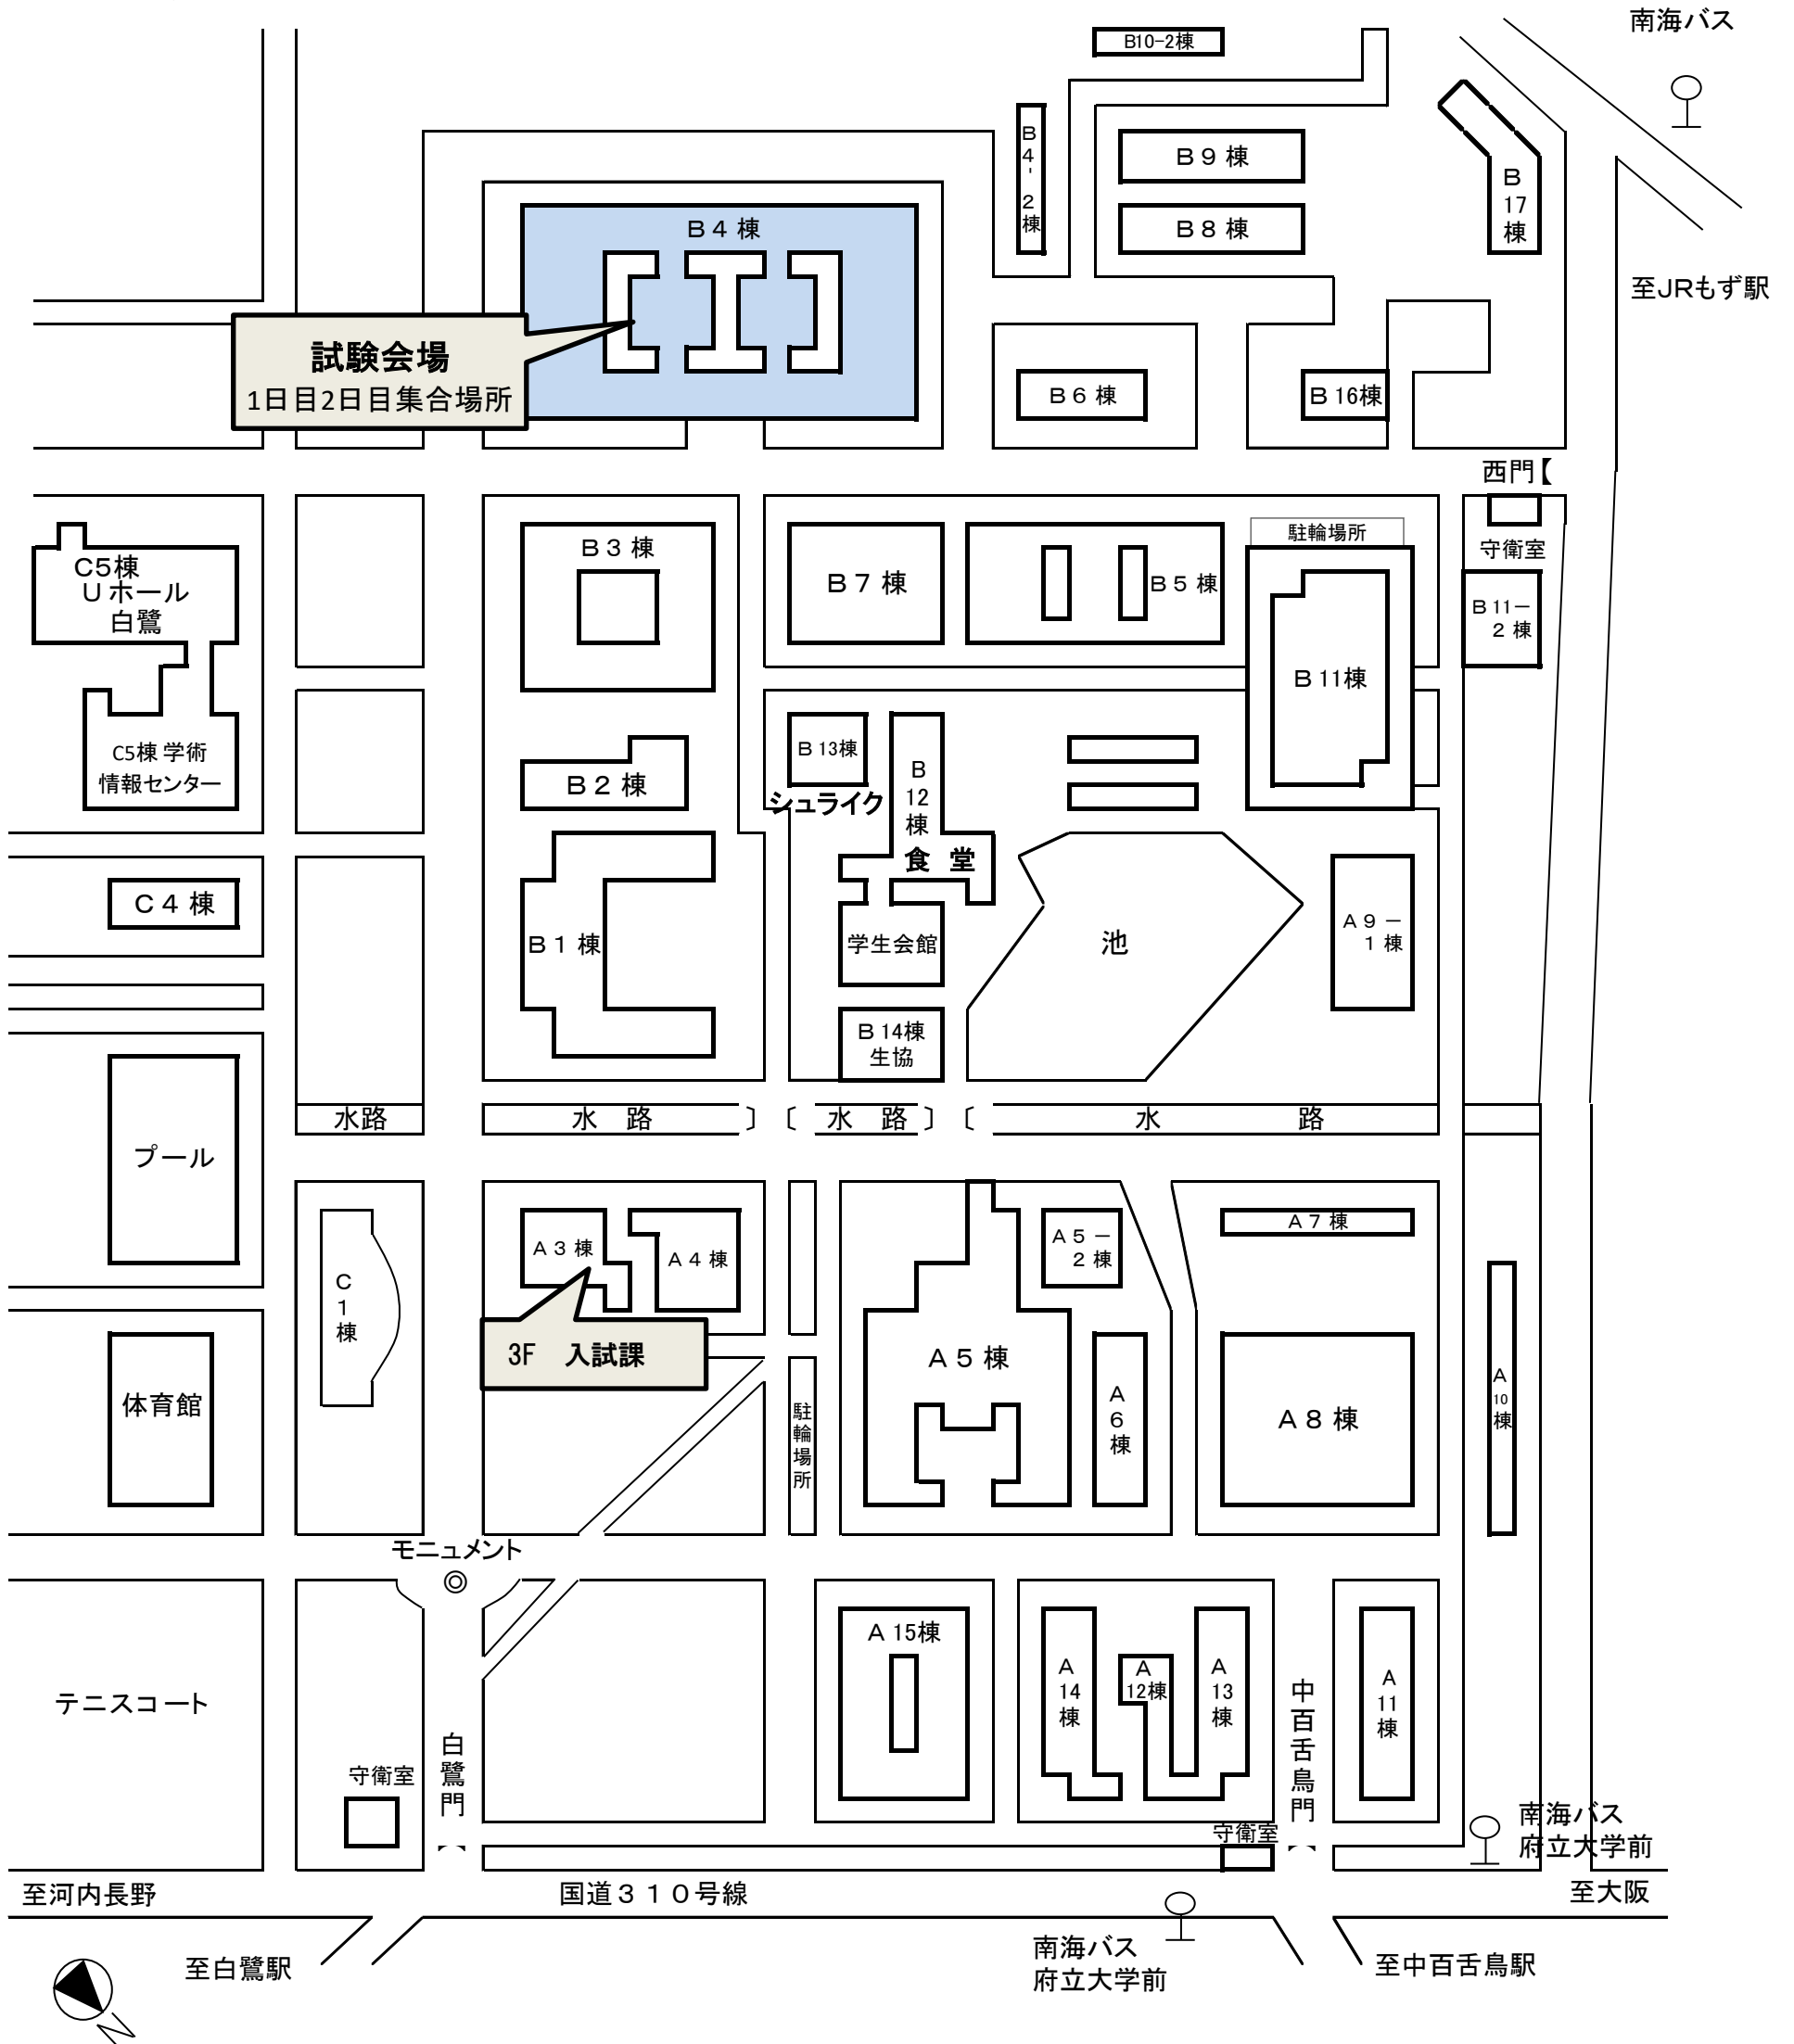 南海バス
B10-2棟
B4'2棟
B9棟
B17棟
B8棟
B4棟
至JRもず駅
試験会場
1日目2日目集合場所
B6棟
B16棟
西門【
駐輪場所
守衛室
B3棟
C5棟
Uホール
白鷺
B7棟
B5棟
B11－
2棟
B11棟
C5棟 学術
情報センター
B13棟
B12棟
B2棟
シュライク
食 堂
C4棟
B1棟
学生会館
池
A9－
1棟
B14棟
生協
水路
水 路
水 路
水 路
プール
A3棟
A4棟
A5－
2棟
A7棟
C1棟
3F 入試課
A5棟
体育館
駐輪場所
A6棟
A8棟
A10棟
モニュメント
A15棟
テニスコート
A14棟
A12棟
A13棟
中百舌鳥門
A11棟
白鷺門
守衛室
守衛室
南海バス
府立大学前
至河内長野
国道310号線
至大阪
南海バス
府立大学前
至白鷺駅
至中百舌鳥駅
N